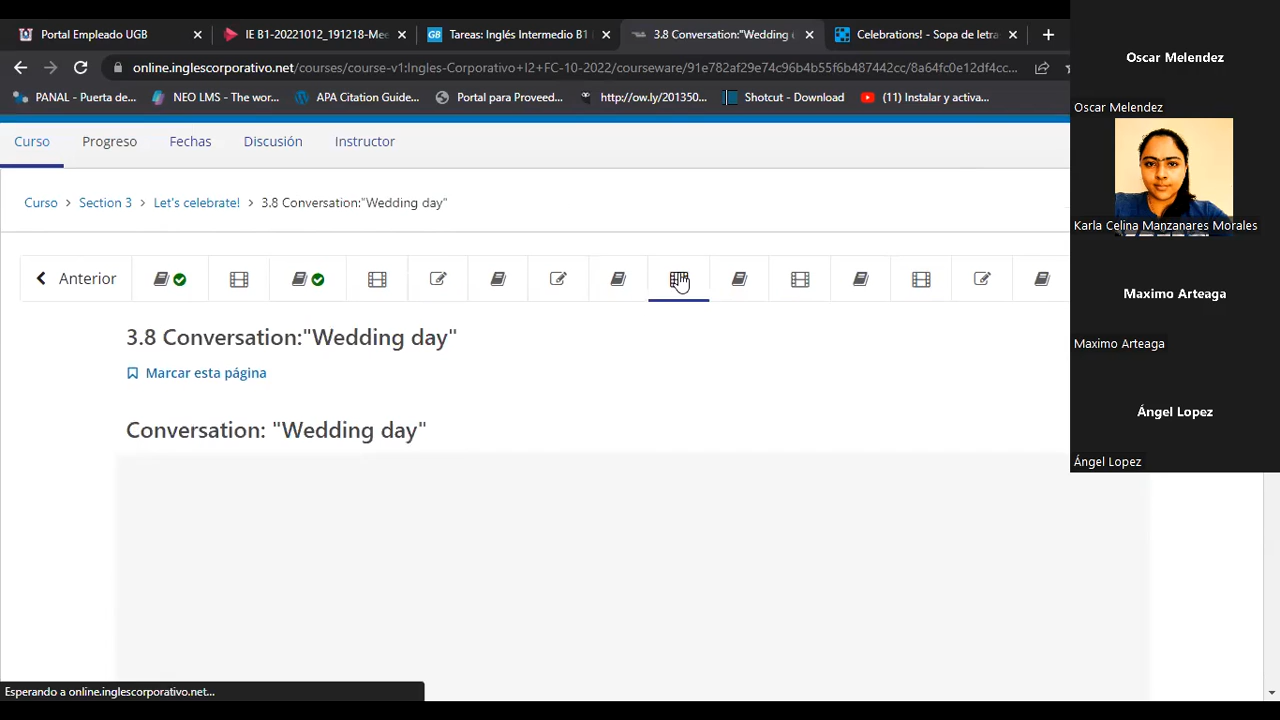 Portal Empleado UGB
IE B1-20221012_191218-Mee
GB Tareas: Inglés Intermedio B1
3.8 Conversation:"Wedding
Celebrations! - Sopa de letra
online.inglescorporativo.net/courses/course-v1:Ingles-Corporativo+I2+FC-10-2022/courseware/91e782af29e74c96b4b55f6b487442cc/8a64fc0e12df4cc...
PANAL - Puerta de...
NEO LMS - The wor...
APA Citation Guide...
Portal para Proveed...
http://ow.ly/201350...
Shotcut - Download
(11) Instalar y activa...
Curso
Progreso
Fechas
Discusión
Instructor
Curso > Section 3 > Let's celebrate! > 3.8 Conversation:"Wedding day"
Anterior
3.8 Conversation:"Wedding day"
Marcar esta página
Conversation: "Wedding day"
Esperando a online.inglescorporativo.net...
Oscar Melendez
Oscar Melendez
Karla Celina Manzanares Morales
Maximo Arteaga
Maximo Arteaga
Ángel Lopez
Ángel Lopez